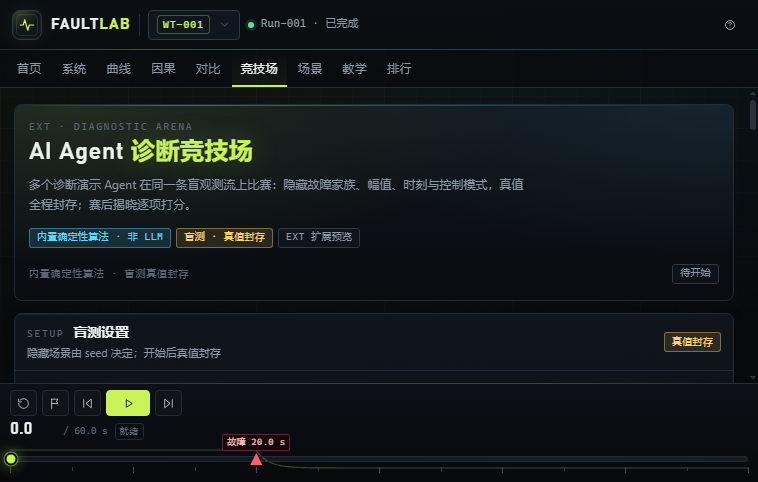 FAULTLAB WT-001 Run-001 · 已完成
首页 系统 曲线 因果 对比 竞技场 场景 教学 排行
EXT · DIAGNOSTIC ARENA
AI Agent 诊断竞技场
多个诊断演示 Agent 在同一条盲观测流上比赛：隐藏故障家族、幅值、时刻与控制模式，真值
全程封存；赛后揭晓逐项打分。
内置确定性算法 · 非 LLM 盲测 · 真值封存 EXT 扩展预览
内置确定性算法 · 盲测真值封存 待开始
SETUP 盲测设置
真值封存
隐藏场景由 seed 决定；开始后真值封存
0.0 / 60.0 s 就绪
故障 20.0 s